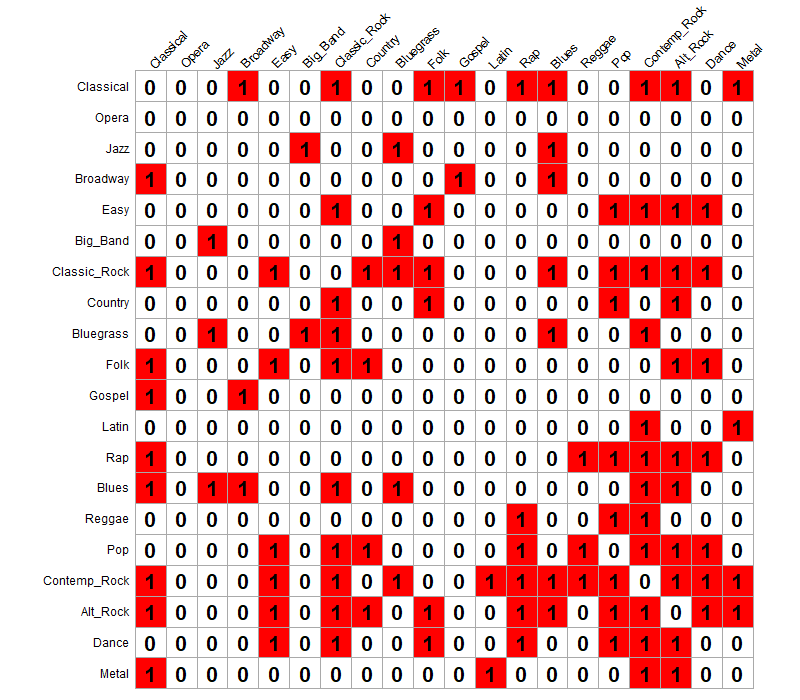 Classical Opera Jazz Broadway Easy Big_Band Classic_Rock Country Bluegrass Folk Gospel Latin Rap Blues Reggae Pop Contemp_Rock Alt_Rock Dance Metal
Classical 0 0 0 1 0 0 1 0 0 1 1 0 1 1 0 0 1 1 0 1
Opera 0 0 0 0 0 0 0 0 0 0 0 0 0 0 0 0 0 0 0 0
Jazz 0 0 0 0 0 1 0 0 1 0 0 0 0 1 0 0 0 0 0 0
Broadway 1 0 0 0 0 0 0 0 0 0 1 0 0 1 0 0 0 0 0 0
Easy 0 0 0 0 0 0 1 0 0 1 0 0 0 0 0 1 1 1 1 0
Big_Band 0 0 1 0 0 0 0 0 1 0 0 0 0 0 0 0 0 0 0 0
Classic_Rock 1 0 0 0 1 0 0 1 1 1 0 0 0 1 0 1 1 1 1 0
Country 0 0 0 0 0 0 1 0 0 1 0 0 0 0 0 1 0 1 0 0
Bluegrass 0 0 1 0 0 1 1 0 0 0 0 0 0 1 0 0 1 0 0 0
Folk 1 0 0 0 1 0 1 1 0 0 0 0 0 0 0 0 0 1 1 0
Gospel 1 0 0 1 0 0 0 0 0 0 0 0 0 0 0 0 0 0 0 0
Latin 0 0 0 0 0 0 0 0 0 0 0 0 0 0 0 0 1 0 0 1
Rap 1 0 0 0 0 0 0 0 0 0 0 0 0 0 1 1 1 1 1 0
Blues 1 0 1 1 0 0 1 0 1 0 0 0 0 0 0 0 1 1 0 0
Reggae 0 0 0 0 0 0 0 0 0 0 0 0 1 0 0 1 1 0 0 0
Pop 0 0 0 0 1 0 1 1 0 0 0 0 1 0 1 0 1 1 1 0
Contemp_Rock 1 0 0 0 1 0 1 0 1 0 0 1 1 1 1 1 0 1 1 1
Alt_Rock 1 0 0 0 1 0 1 1 0 1 0 0 1 1 0 1 1 0 1 1
Dance 0 0 0 0 1 0 1 0 0 1 0 0 1 0 0 1 1 1 0 0
Metal 1 0 0 0 0 0 0 0 0 0 0 1 0 0 0 0 1 1 0 0